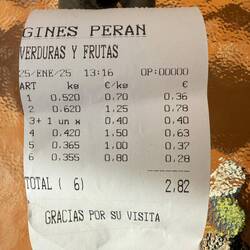 GINES PERAN
VERDURAS Y FRUTAS
25/ENE/25 13:16 OP:00000
ART kg €/kg €
1 0.520 0.70 0.36
2 0.620 1.25 0.78
3+ 1 un x 0.40 0.40
4 0.420 1.50 0.63
5 0.365 1.00 0.37
6 0.355 0.80 0.28
TOTAL ( 6) 2.82
GRACIAS POR SU VISITA